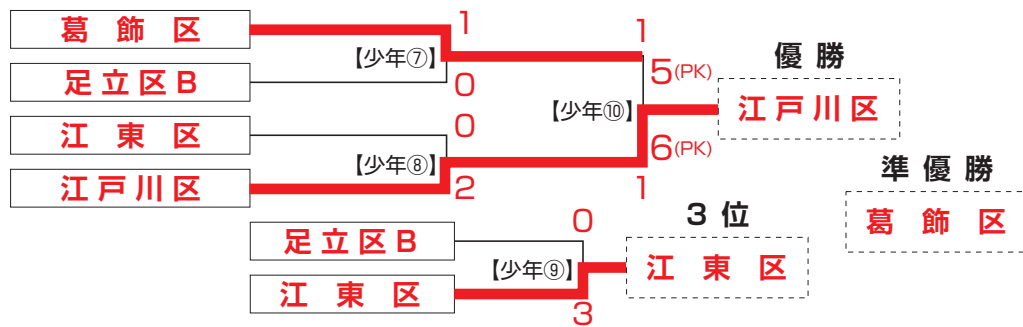 葛飾区
1
1
【少年⑦】
優勝
足立区B
0
5(PK)
江戸川区
江東区
0
【少年⑩】
【少年⑧】
6(PK)
江戸川区
2
1
準優勝
葛飾区
足立区B
0
3位
【少年⑨】
江東区
江東区
3